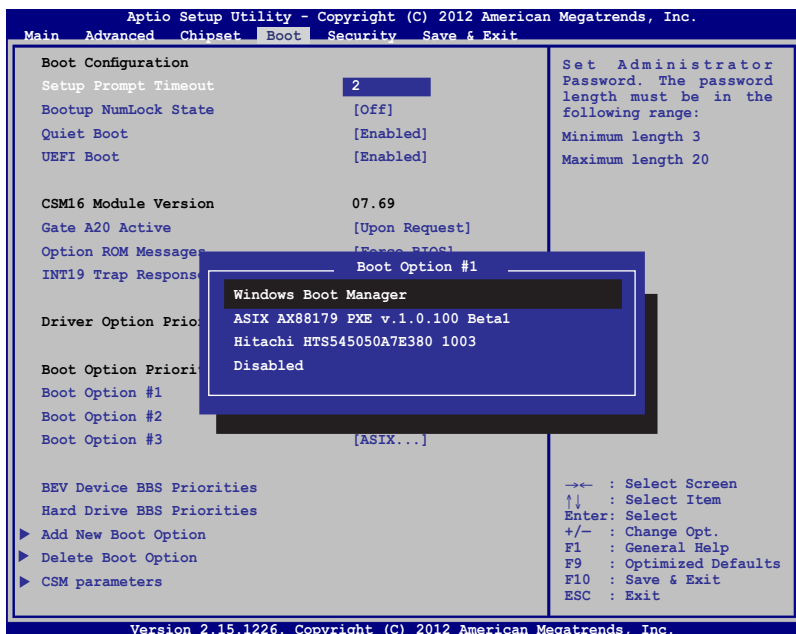 Aptio Setup Utility - Copyright (C) 2012 American Megatrends, Inc.
Main Advanced Chipset Boot Security Save & Exit
Boot Configuration
Setup Prompt Timeout 2
Bootup NumLock State [Off]
Quiet Boot [Enabled]
UEFI Boot [Enabled]
CSM16 Module Version 07.69
Gate A20 Active [Upon Request]
Option ROM Messages [Force BIOS]
INT19 Trap Respons
Boot Option #1
Windows Boot Manager
ASIX AX88179 PXE v.1.0.100 Beta1
Hitachi HTS545050A7E380 1003
Disabled
Driver Option Prio
Boot Option Priori
Boot Option #1
Boot Option #2
Boot Option #3 [ASIX...]
BEV Device BBS Priorities
Hard Drive BBS Priorities
Add New Boot Option
Delete Boot Option
CSM parameters
Set Administrator
Password. The password
length must be in the
following range:
Minimum length 3
Maximum length 20
→← : Select Screen
↑↓ : Select Item
Enter: Select
+/- : Change Opt.
F1 : General Help
F9 : Optimized Defaults
F10 : Save & Exit
ESC : Exit
Version 2.15.1226. Copyright (C) 2012 American Megatrends, Inc.